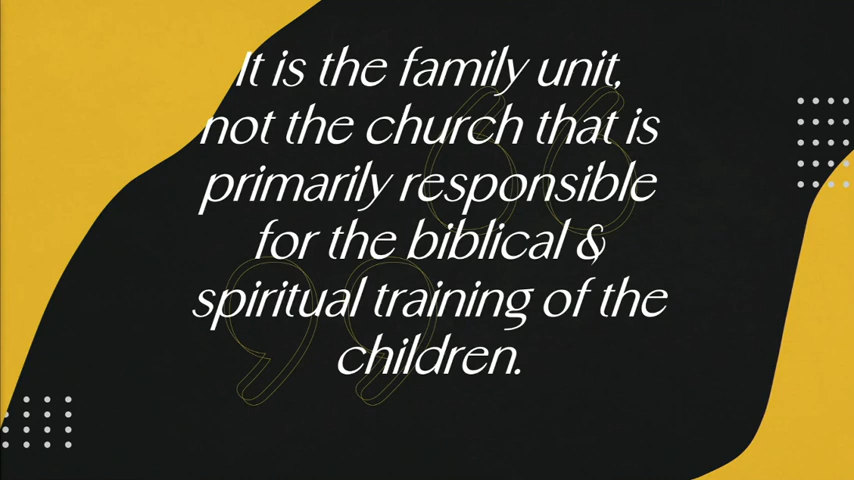 It is the family unit,
not the church that is
primarily responsible
for the biblical &
spiritual training of the
children.